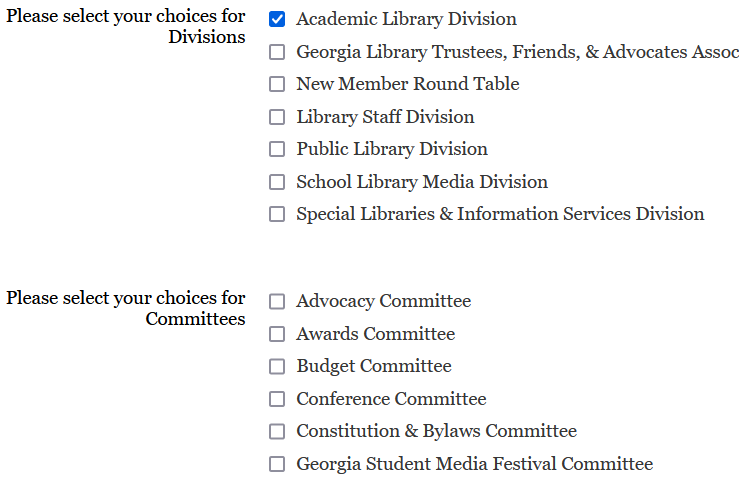 Please select your choices for
Divisions
Academic Library Division
Georgia Library Trustees, Friends, & Advocates Assoc
New Member Round Table
Library Staff Division
Public Library Division
School Library Media Division
Special Libraries & Information Services Division
Please select your choices for
Committees
Advocacy Committee
Awards Committee
Budget Committee
Conference Committee
Constitution & Bylaws Committee
Georgia Student Media Festival Committee